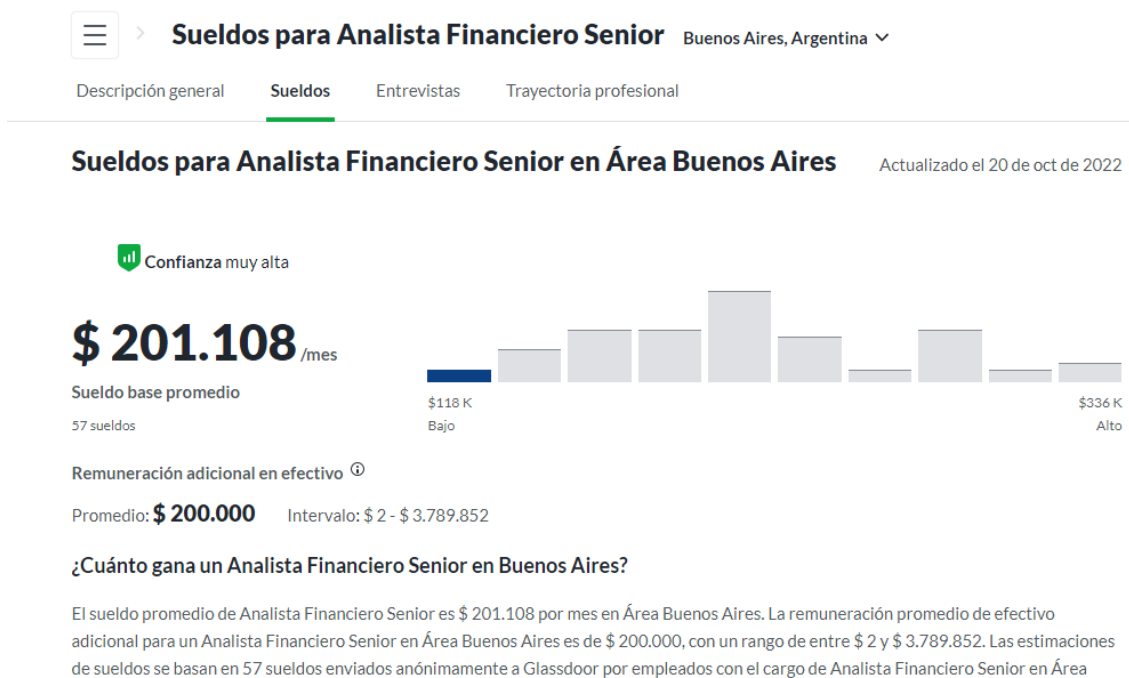 Sueldos para Analista Financiero Senior Buenos Aires, Argentina
Descripción general Sueldos Entrevistas Trayectoria profesional
Sueldos para Analista Financiero Senior en Área Buenos Aires Actualizado el 20 de oct de 2022
Confianza muy alta
$ 201.108 /mes
Sueldo base promedio
57 sueldos
$118 K $336 K
Bajo Alto
Remuneración adicional en efectivo
Promedio: $ 200.000 Intervalo: $ 2 - $ 3.789.852
¿Cuánto gana un Analista Financiero Senior en Buenos Aires?
El sueldo promedio de Analista Financiero Senior es $ 201.108 por mes en Área Buenos Aires. La remuneración promedio de efectivo
adicional para un Analista Financiero Senior en Área Buenos Aires es de $ 200.000, con un rango de entre $ 2 y $ 3.789.852. Las estimaciones
de sueldos se basan en 57 sueldos enviados anónimamente a Glassdoor por empleados con el cargo de Analista Financiero Senior en Área